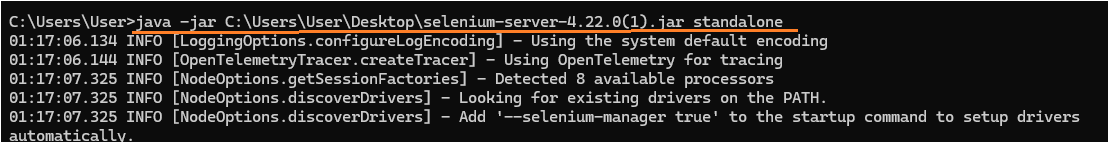 C:\Users\User>java -jar C:\Users\User\Desktop\selenium-server-4.22.0(1).jar standalone
01:17:06.134 INFO [LoggingOptions.configureLogEncoding] - Using the system default encoding
01:17:06.144 INFO [OpenTelemetryTracer.createTracer] - Using OpenTelemetry for tracing
01:17:07.325 INFO [NodeOptions.getSessionFactories] - Detected 8 available processors
01:17:07.325 INFO [NodeOptions.discoverDrivers] - Looking for existing drivers on the PATH.
01:17:07.325 INFO [NodeOptions.discoverDrivers] - Add '--selenium-manager true' to the startup command to setup drivers
automatically.